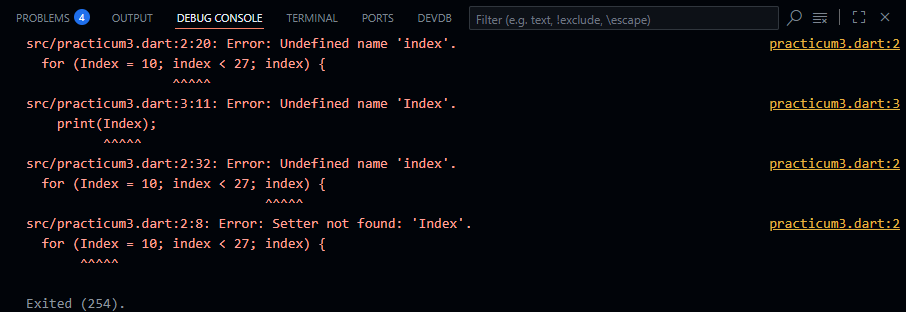 PROBLEMS 4 OUTPUT DEBUG CONSOLE TERMINAL PORTS DEVDB Filter (e.g. text, !exclude, \escape)
src/practicum3.dart:2:20: Error: Undefined name 'index'. practicum3.dart:2
for (Index = 10; index < 27; index) {
^^^^^
src/practicum3.dart:3:11: Error: Undefined name 'Index'. practicum3.dart:3
print(Index);
^^^^^
src/practicum3.dart:2:32: Error: Undefined name 'index'. practicum3.dart:2
for (Index = 10; index < 27; index) {
^^^^^
src/practicum3.dart:2:8: Error: Setter not found: 'Index'. practicum3.dart:2
for (Index = 10; index < 27; index) {
^^^^^
Exited (254).